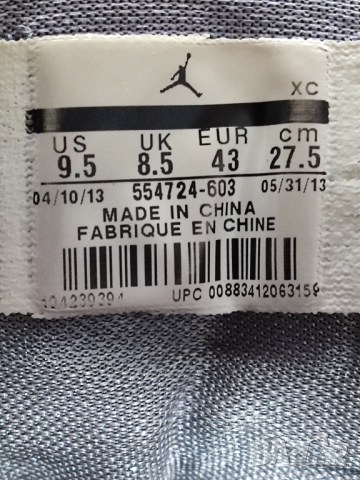 XC
US UK EUR cm
9.5 8.5 43 27.5
04/10/13 554724-603 05/31/13
MADE IN CHINA
FABRIQUE EN CHINE
UPC 00883412063159